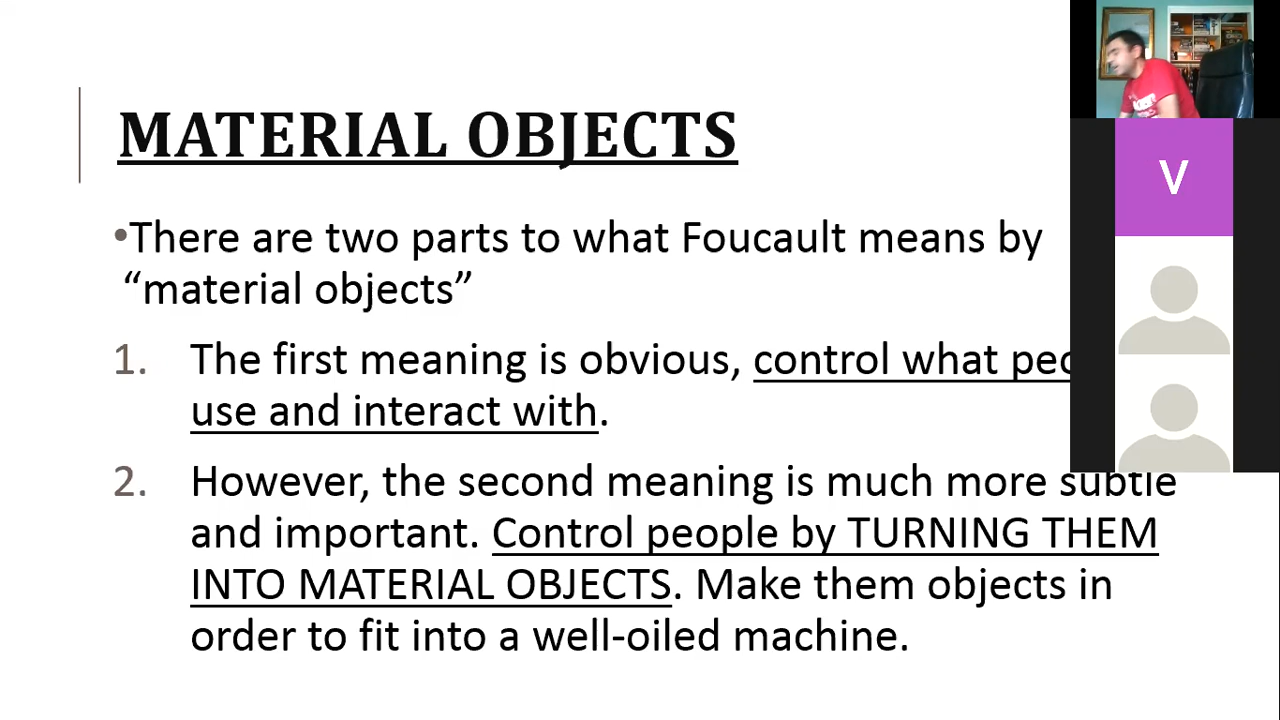 MATERIAL OBJECTS
•There are two parts to what Foucault means by
“material objects”
1. The first meaning is obvious, control what
use and interact with.
2. However, the second meaning is much more subtle
and important. Control people by TURNING THEM
INTO MATERIAL OBJECTS. Make them objects in
order to fit into a well-oiled machine.
V